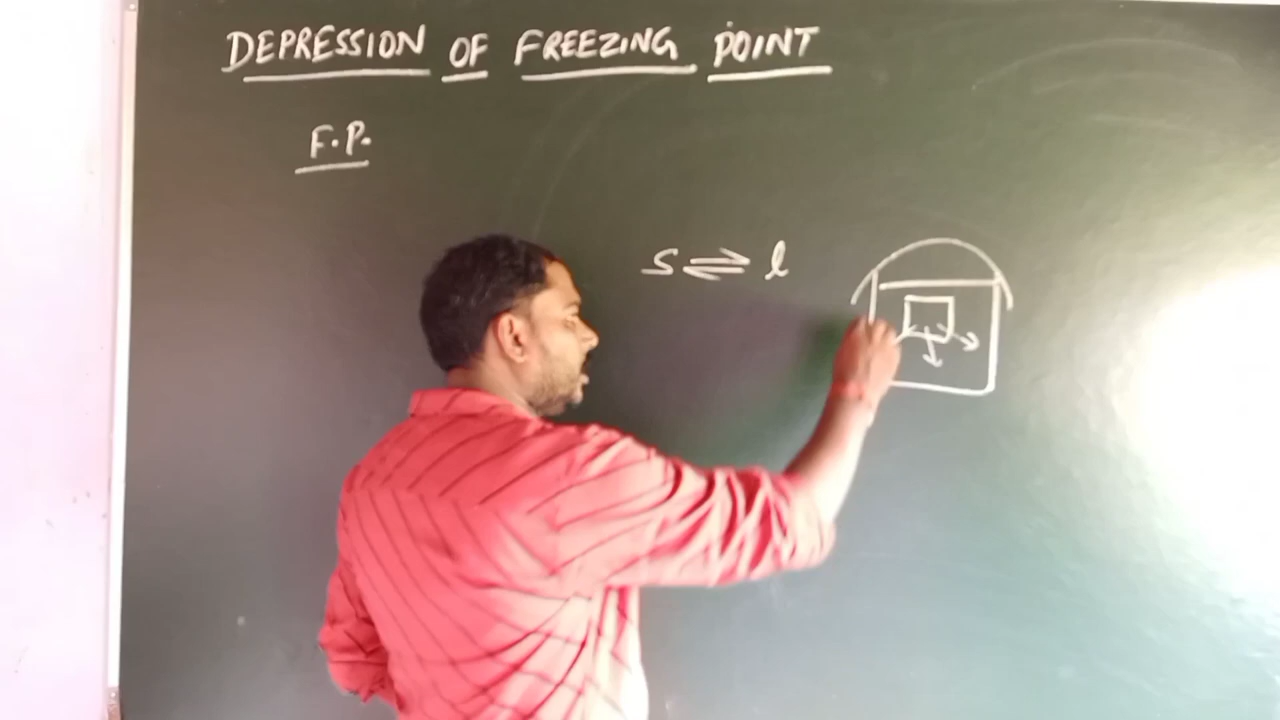 DEPRESSION OF FREEZING POINT
F.P.
S ⇌ l